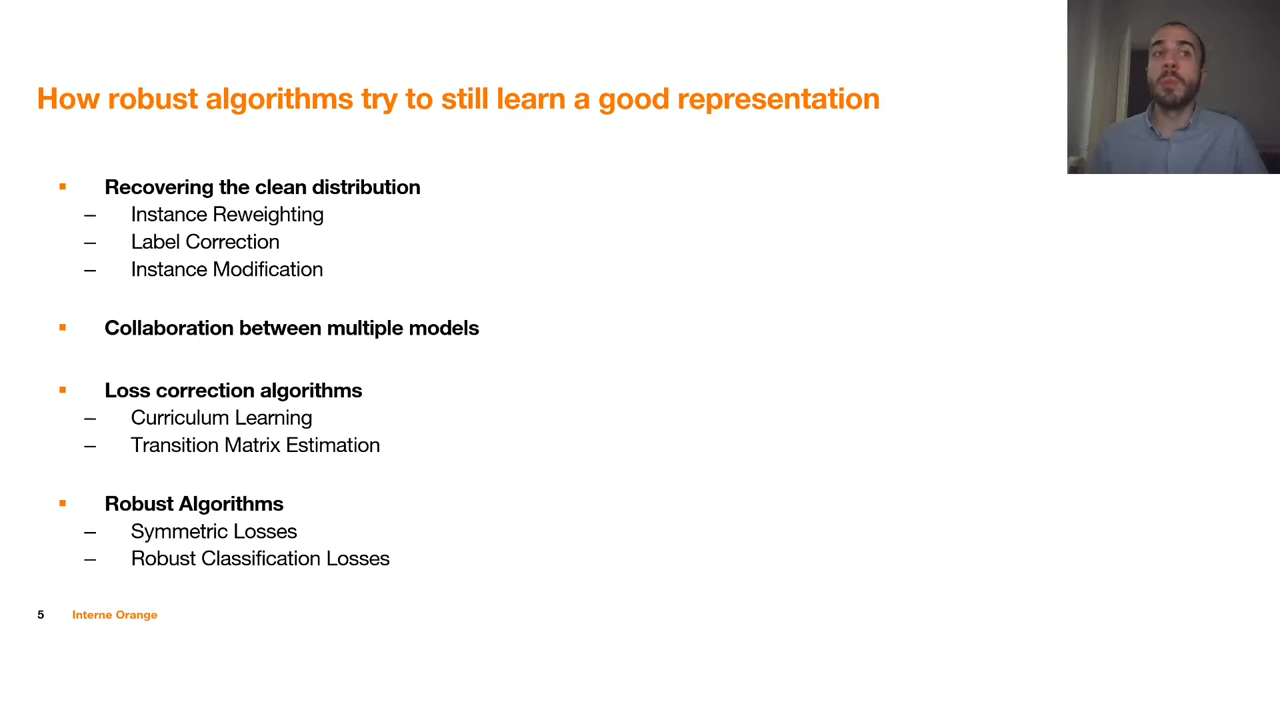 How robust algorithms try to still learn a good representation
▪ Recovering the clean distribution
– Instance Reweighting
– Label Correction
– Instance Modification
▪ Collaboration between multiple models
▪ Loss correction algorithms
– Curriculum Learning
– Transition Matrix Estimation
▪ Robust Algorithms
– Symmetric Losses
– Robust Classification Losses
5 Interne Orange